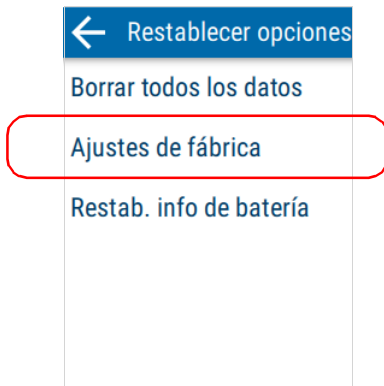 Restablecer opciones
Borrar todos los datos
Ajustes de fábrica
Restab. info de batería